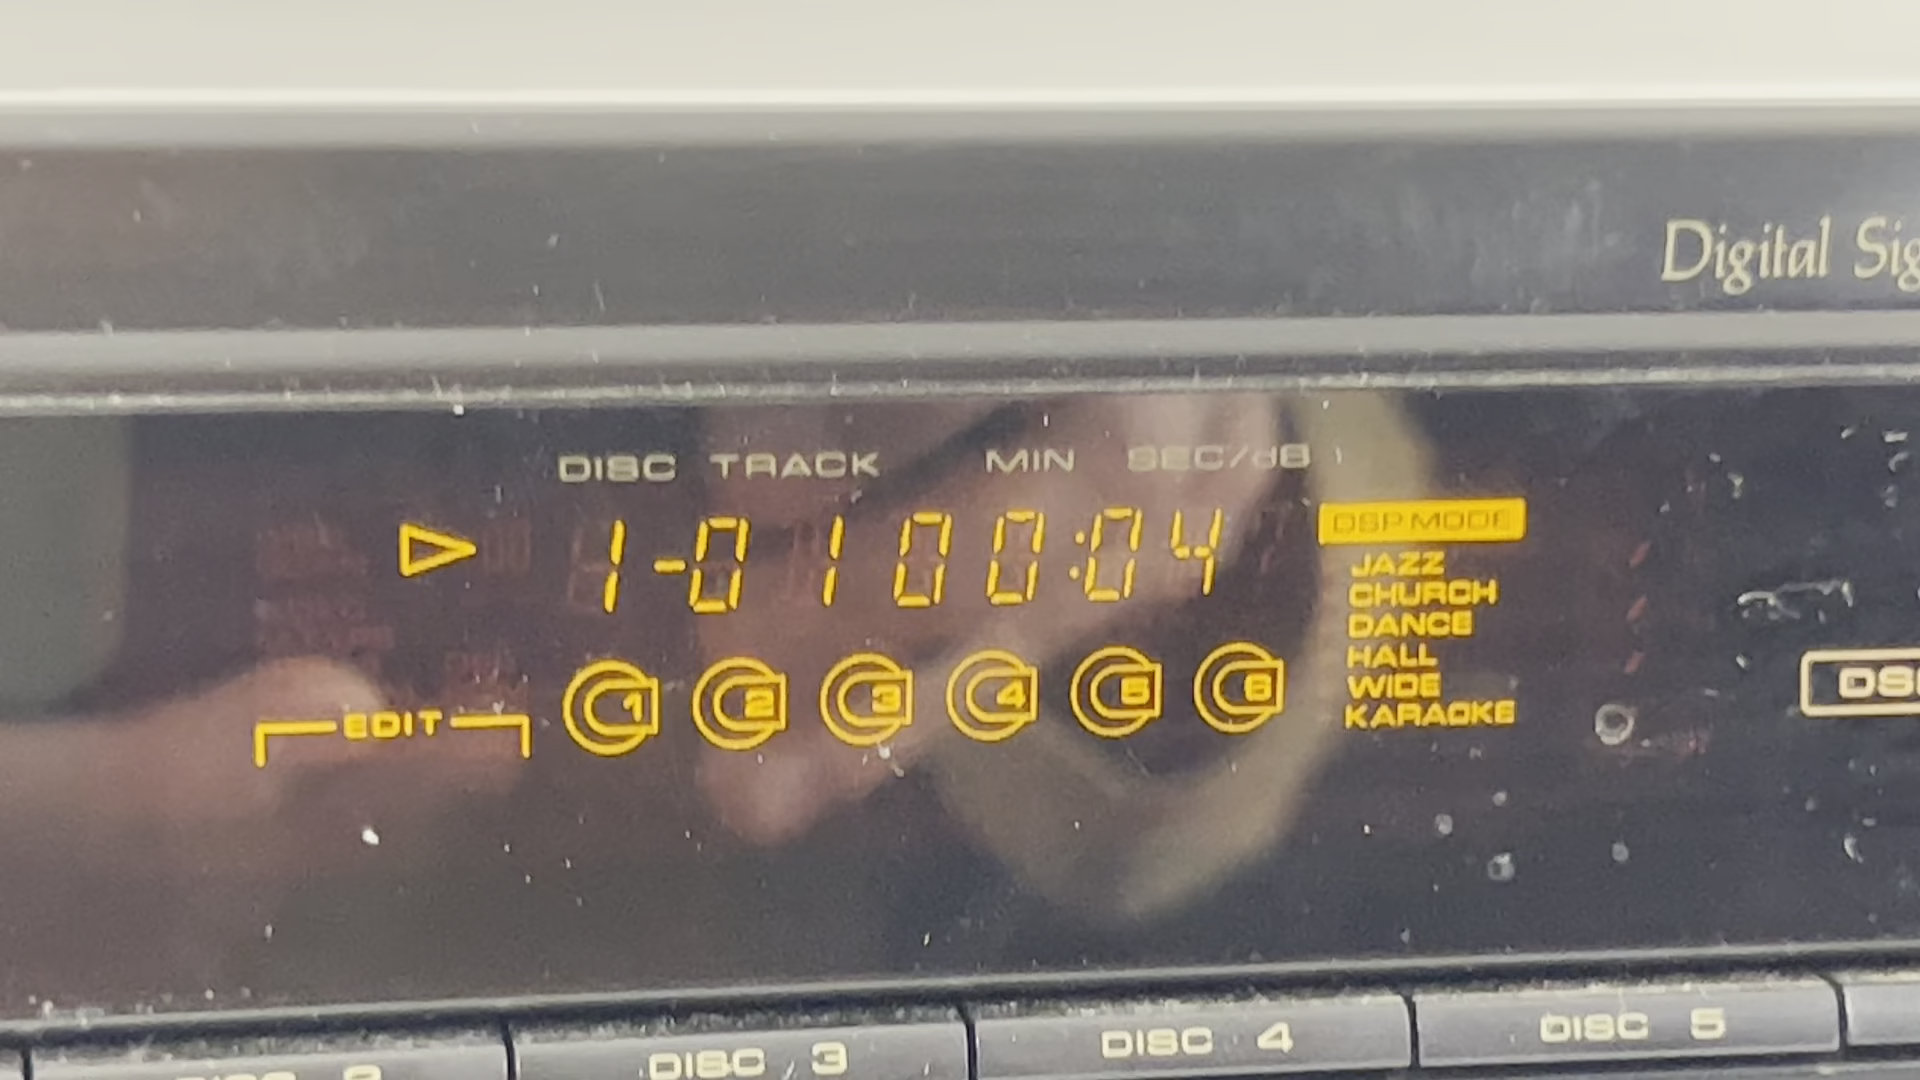 Digital Sig
DISC TRACK MIN SEC/dB
1-01 00:04
DSP MODE
JAZZ
CHURCH
DANCE
HALL
WIDE
KARAOKE
EDIT 1 2 3 4 5 6
DS
DISC 3 DISC 4 DISC 5